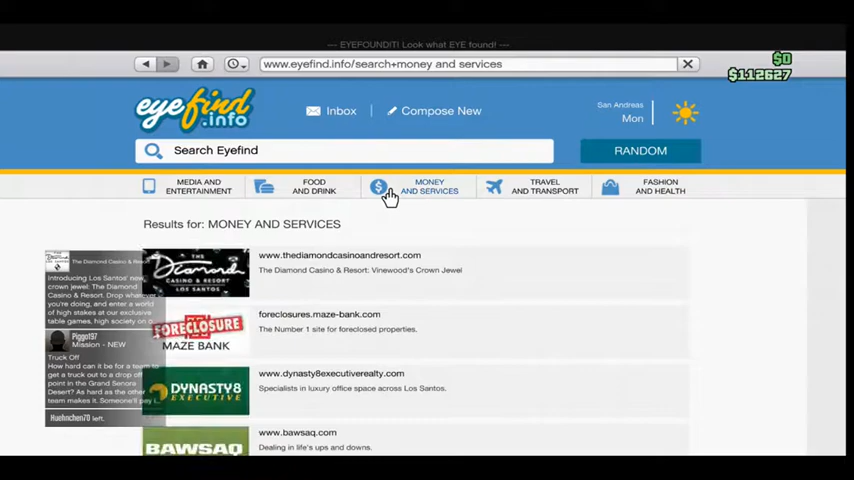 — EYEFOUNDIT! Look what EYE found! —
www.eyefind.info/search+money and services
$0
$112627
eyefind
.info
Inbox
Compose New
San Andreas
Mon
Search Eyefind
RANDOM
MEDIA AND
ENTERTAINMENT
FOOD
AND DRINK
MONEY
AND SERVICES
TRAVEL
AND TRANSPORT
FASHION
AND HEALTH
Results for: MONEY AND SERVICES
THE
Diamond
CASINO & RESORT
LOS SANTOS
www.thediamondcasinoandresort.com
The Diamond Casino & Resort: Vinewood's Crown Jewel
FORECLOSURE
MAZE BANK
foreclosures.maze-bank.com
The Number 1 site for foreclosed properties.
DYNASTY8
EXECUTIVE
www.dynasty8executiverealty.com
Specialists in luxury office space across Los Santos.
BAWSAQ
www.bawsaq.com
Dealing in life's ups and downs.
The Diamond Casino & Resort
Introducing Los Santos' new
crown jewel: The Diamond
Casino & Resort. Drop whatever
you're doing, and enter a world
of high stakes at our exclusive
table games, high society on
Piggot97
Mission - NEW
Truck Off
How hard can it be for a team to
get a truck out to a drop off
point in the Grand Senora
Desert? As hard as the other
team makes it. Someone'll pay
Huehnchen70 left.